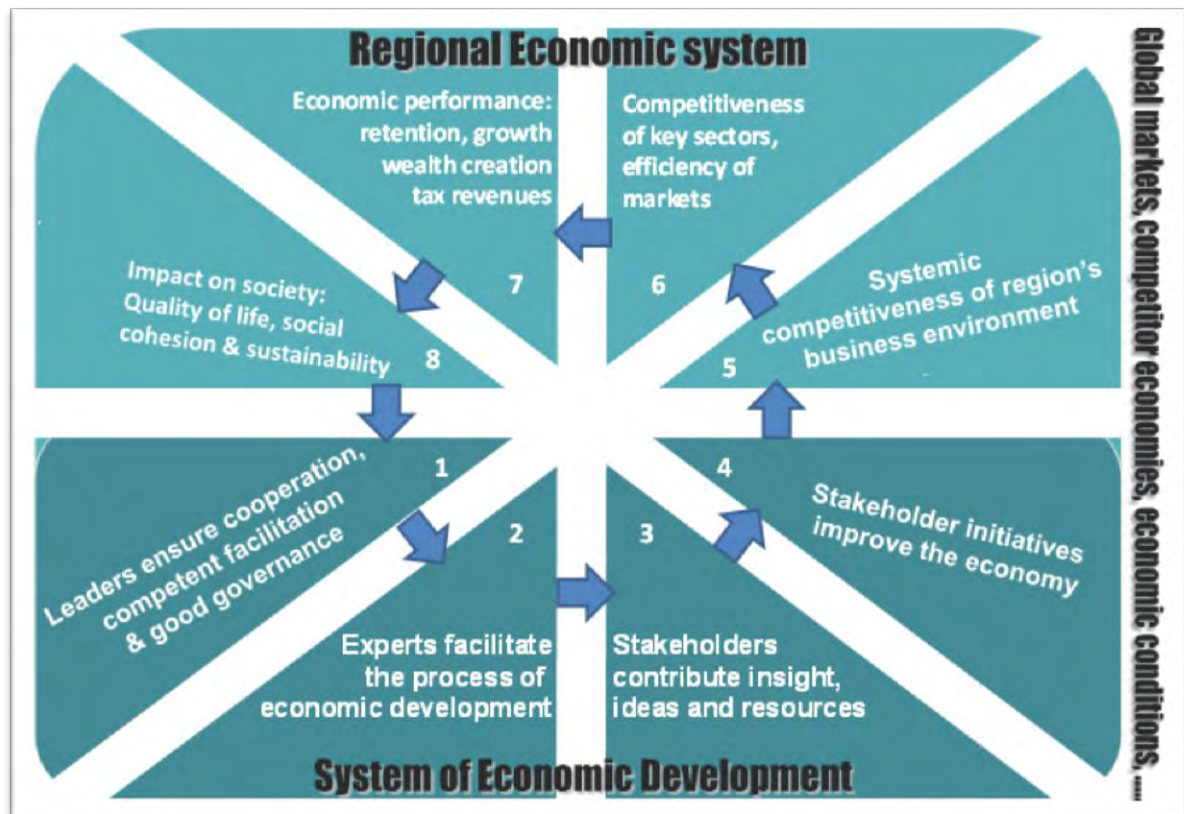 Regional Economic system
Economic performance:
retention, growth
wealth creation
tax revenues
7
Competitiveness
of key sectors,
efficiency of
markets
6
Impact on society:
Quality of life, social
cohesion & sustainability
8
Systemic
competitiveness of region's
business environment
5
Leaders ensure cooperation,
competent facilitation
& good governance
1
2
Experts facilitate
the process of
economic development
3
Stakeholders
contribute insight,
ideas and resources
4
Stakeholder initiatives
improve the economy
System of Economic Development
Global markets, competitor economies, economic conditions, ....